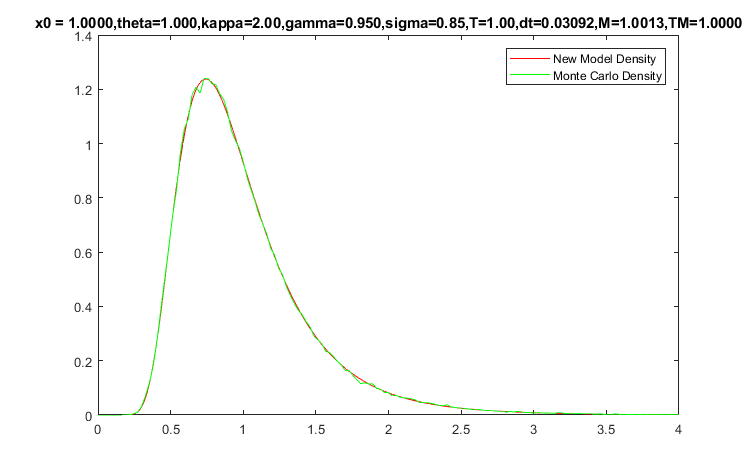 x0 = 1.0000,theta=1.000,kappa=2.00,gamma=0.950,sigma=0.85,T=1.00,dt=0.03092,M=1.0013,TM=1.0000
New Model Density
Monte Carlo Density
1.4
1.2
1
0.8
0.6
0.4
0.2
0
0 0.5 1 1.5 2 2.5 3 3.5 4